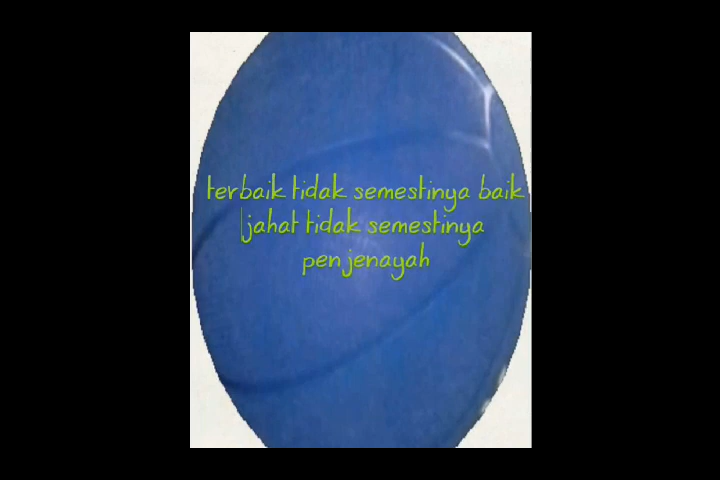 terbaik tidak semestinya baik
jahat tidak semestinya
penjenayah